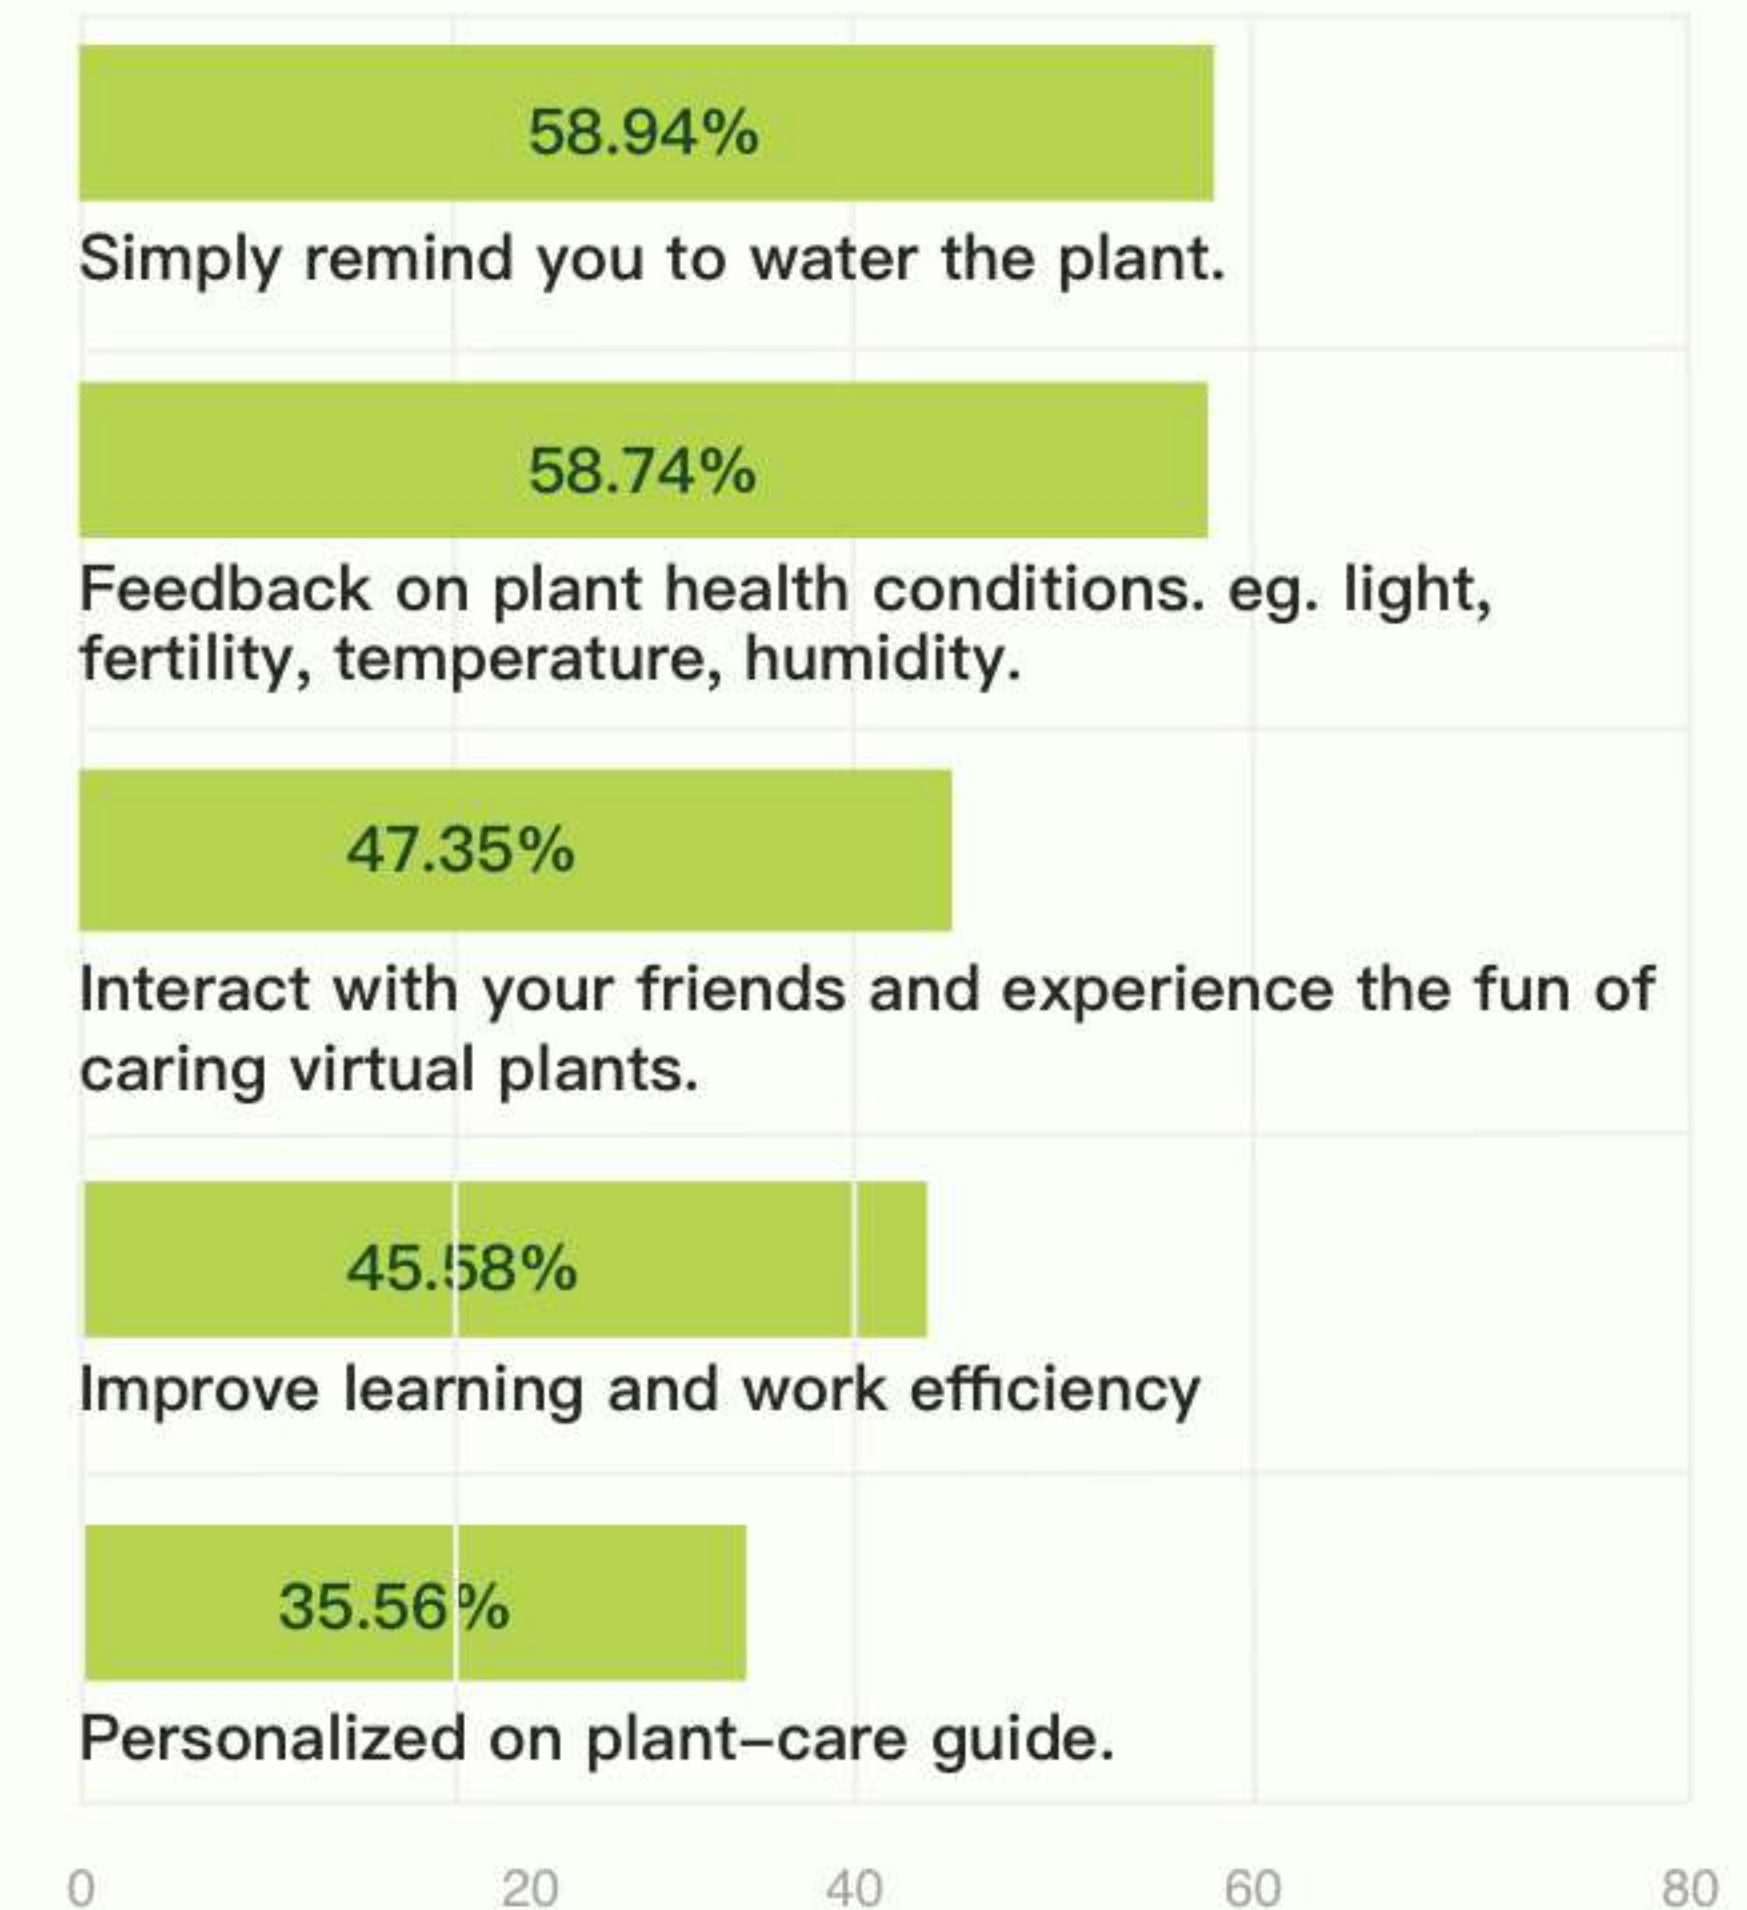 58.94%
Simply remind you to water the plant.
58.74%
Feedback on plant health conditions. eg. light,
fertility, temperature, humidity.
47.35%
Interact with your friends and experience the fun of
caring virtual plants.
45.58%
Improve learning and work efficiency
35.56%
Personalized on plant–care guide.
0 20 40 60 80